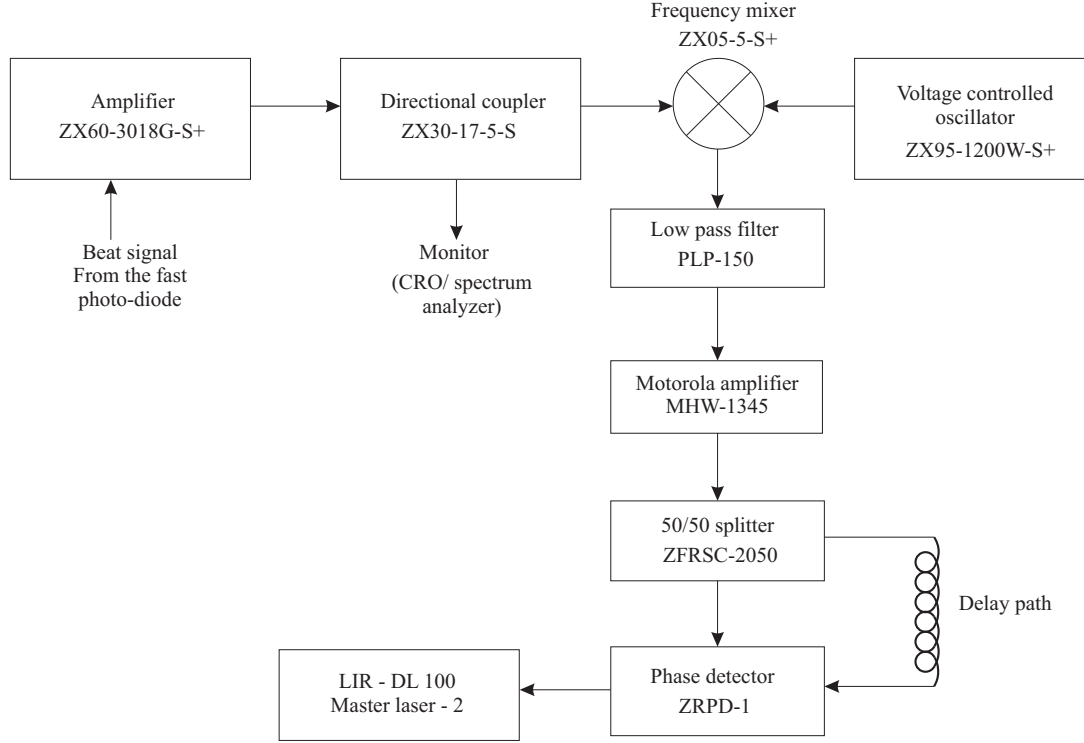 Frequency mixer
ZX05-5-S+
Amplifier
ZX60-3018G-S+
Directional coupler
ZX30-17-5-S
Voltage controlled
oscillator
ZX95-1200W-S+
Beat signal
From the fast
photo-diode
Monitor
(CRO/ spectrum
analyzer)
Low pass filter
PLP-150
Motorola amplifier
MHW-1345
50/50 splitter
ZFRSC-2050
Delay path
Phase detector
ZRPD-1
LIR - DL 100
Master laser - 2